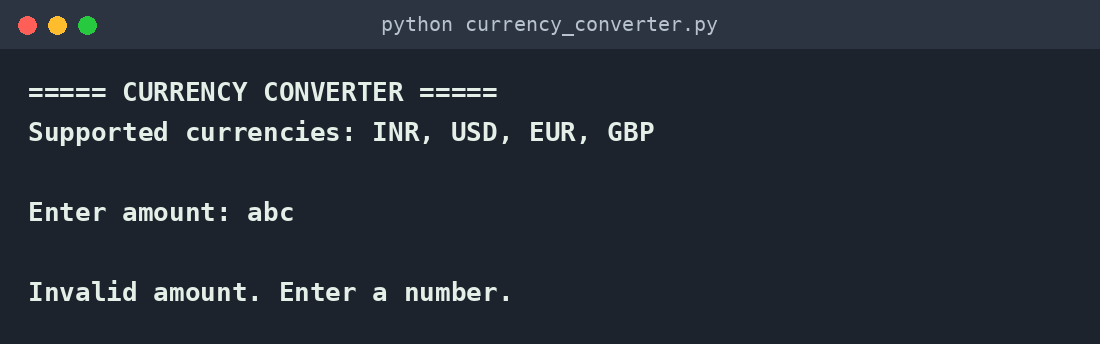 python currency_converter.py
===== CURRENCY CONVERTER =====
Supported currencies: INR, USD, EUR, GBP
Enter amount: abc
Invalid amount. Enter a number.